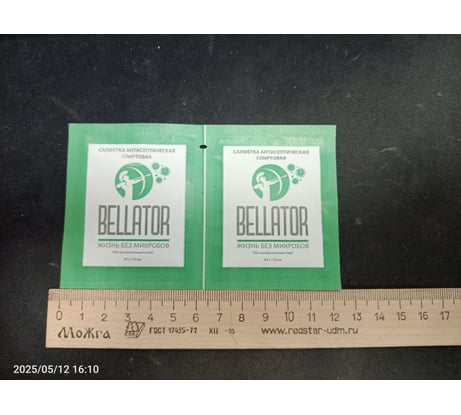 САЛФЕТКА АНТИСЕПТИЧЕСКАЯ
СПИРТОВАЯ
BELLATOR
ЖИЗНЬ БЕЗ МИКРОБОВ
САЛФЕТКА АНТИСЕПТИЧЕСКАЯ
СПИРТОВАЯ
BELLATOR
ЖИЗНЬ БЕЗ МИКРОБОВ
0 1 2 3 4 5 6 7 8 9 10 11 12 13 14 15 16 17
Можга ГОСТ 17435-72 XII www.redstar-udm.ru
2025/05/12 16:10